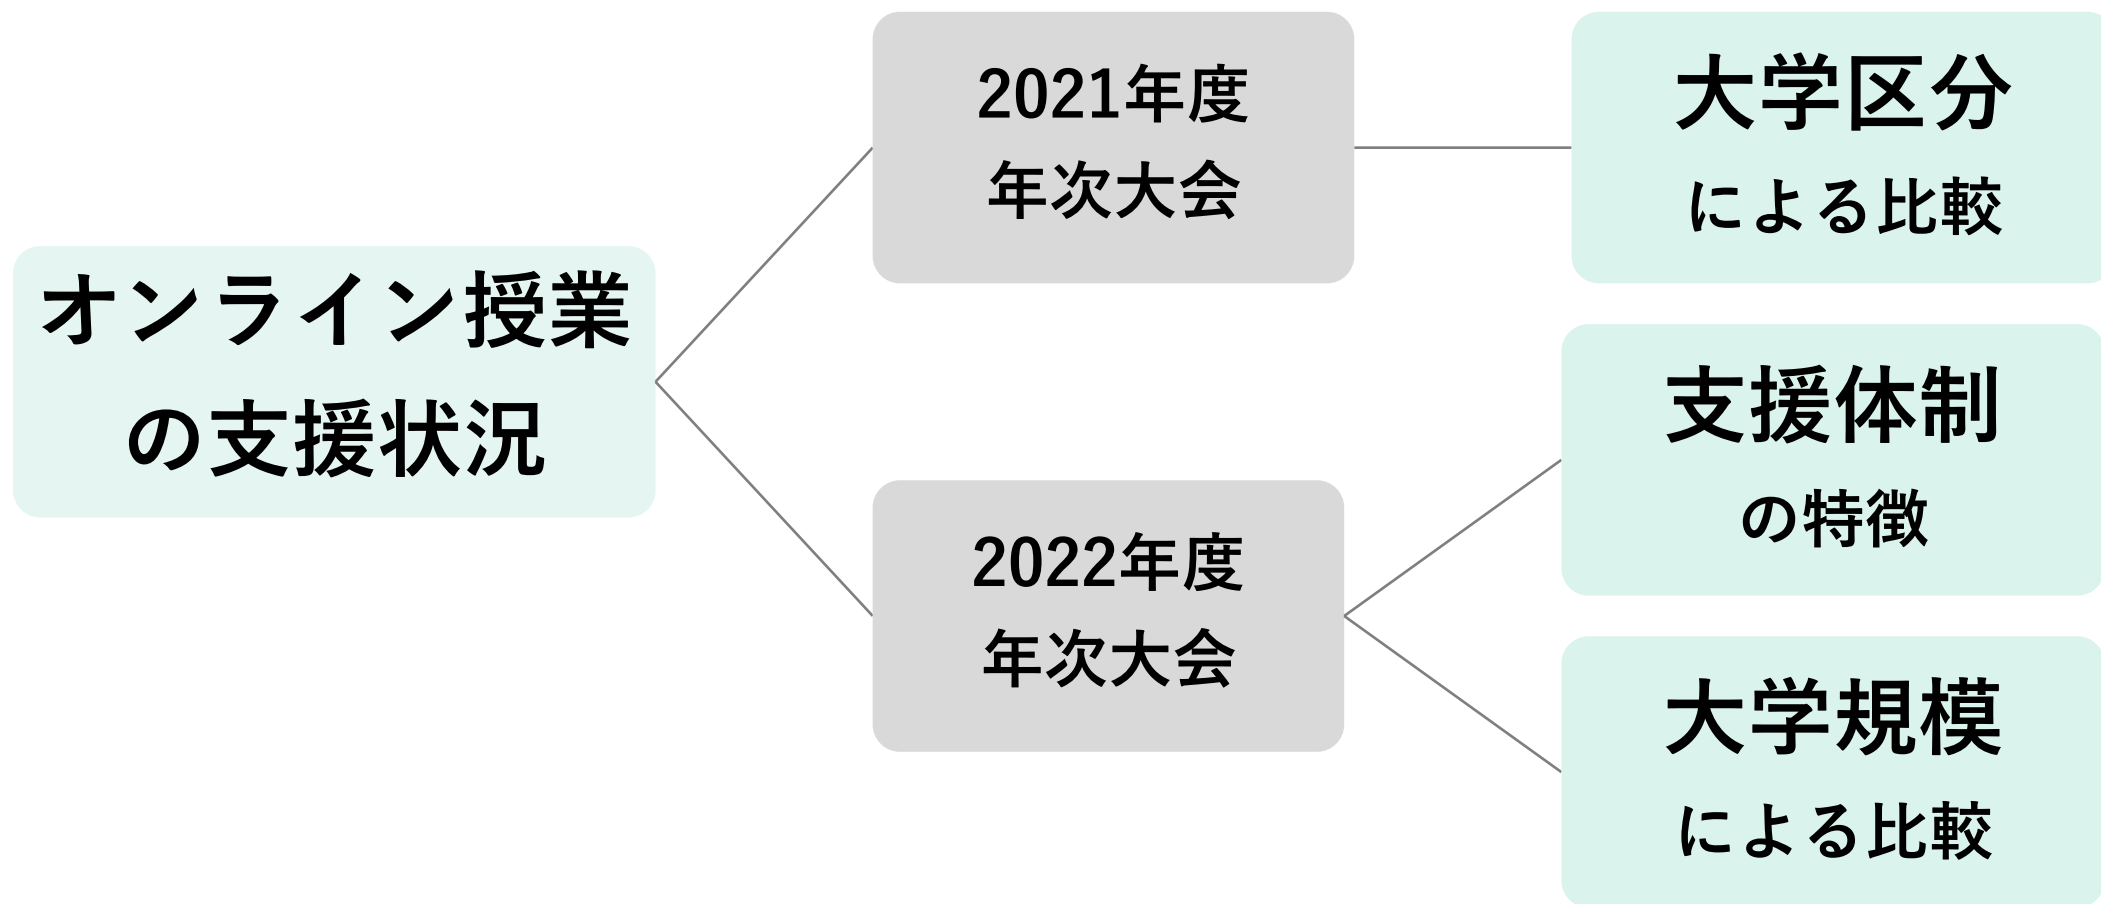 オンライン授業
の支援状況
2021年度
年次大会
大学区分
による比較
2022年度
年次大会
支援体制
の特徴
大学規模
による比較